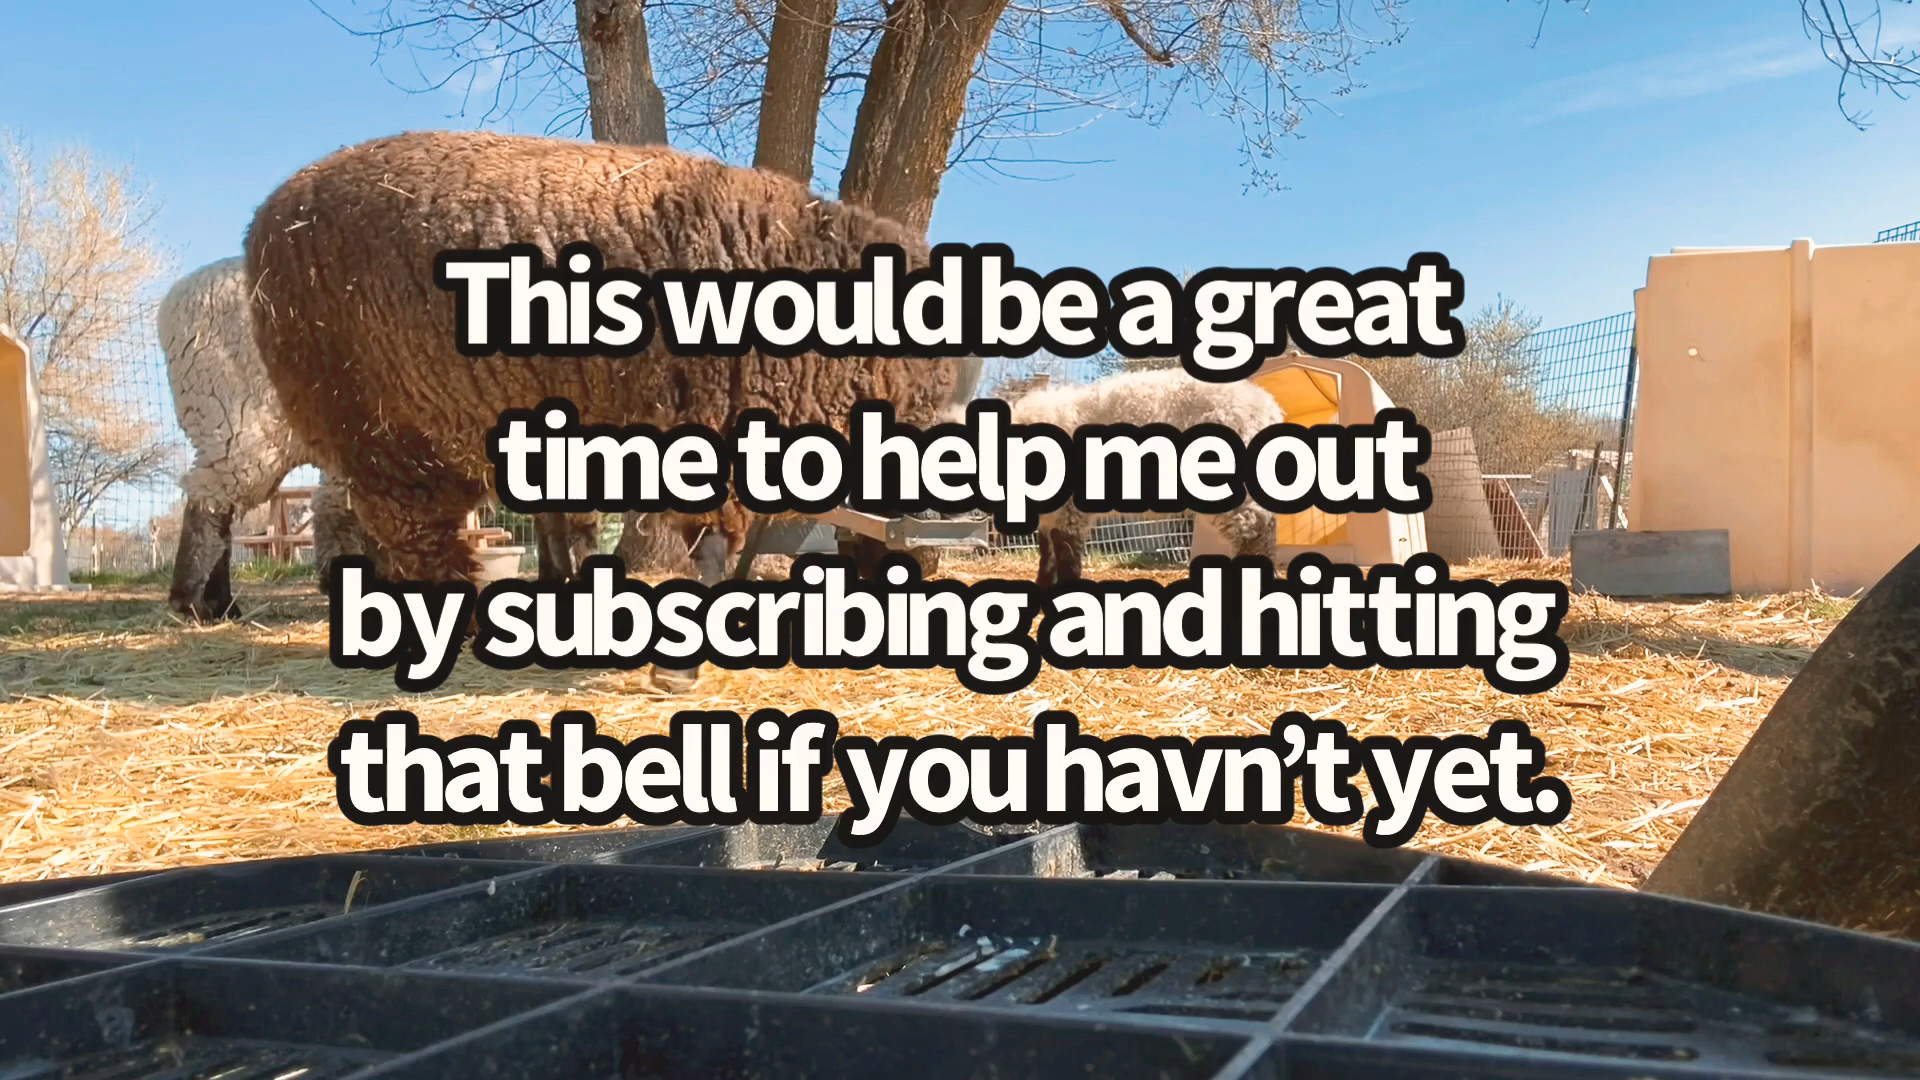 This would be a great
time to help me out
by subscribing and hitting
that bell if you havn’t yet.